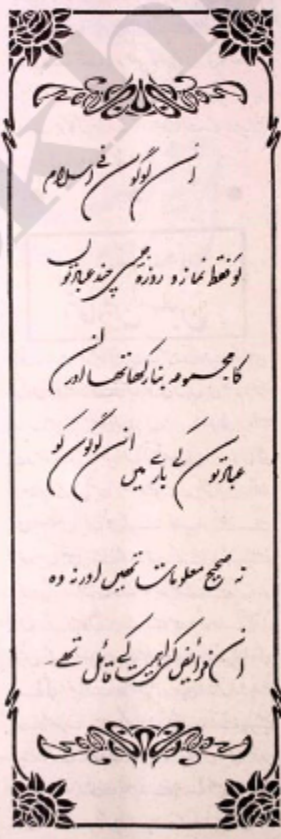 ان لوگوں نے اسلام
کو فقط نماز و روزہ جیسی چند عبادتوں
کا مجموعہ بنا رکھا تھا اور ان
عبادتوں کے بارے میں ان لوگوں کو
نہ صحیح معلومات تھیں اور نہ وہ
ان فرائض کی اہمیت کے قائل تھے۔